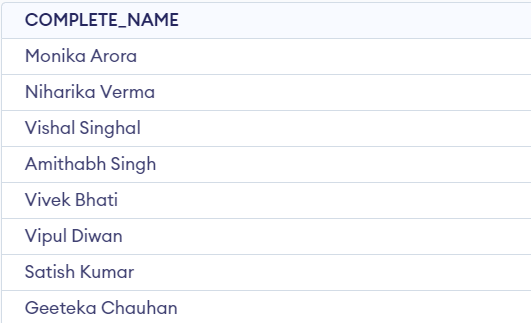 COMPLETE_NAME
Monika Arora
Niharika Verma
Vishal Singhal
Amithabh Singh
Vivek Bhati
Vipul Diwan
Satish Kumar
Geeteka Chauhan